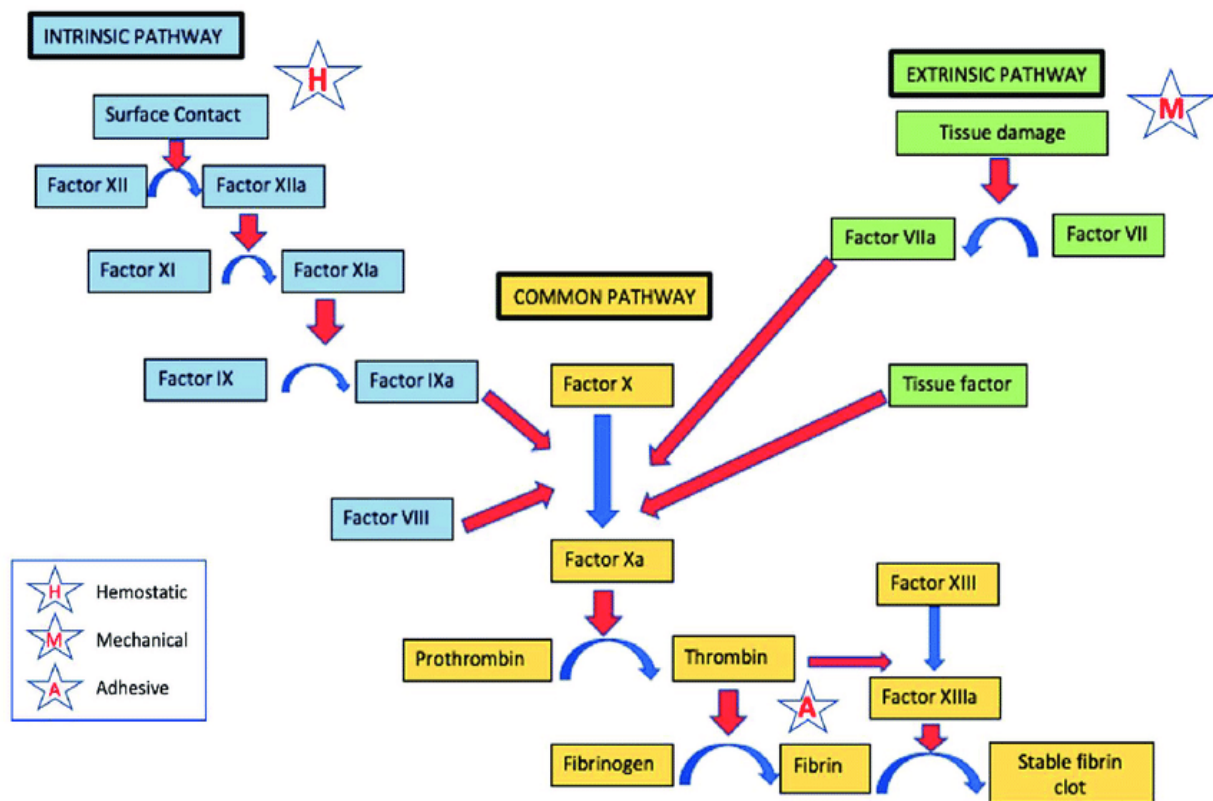 INTRINSIC PATHWAY
H
EXTRINSIC PATHWAY
M
Surface Contact
Tissue damage
Factor XII
Factor XIIa
Factor VIIa
Factor VII
Factor XI
Factor XIa
COMMON PATHWAY
Factor IX
Factor IXa
Factor X
Tissue factor
Factor VIII
Factor Xa
Factor XIII
H Hemostatic
M Mechanical
A Adhesive
Prothrombin
Thrombin
Factor XIIIa
A
Fibrinogen
Fibrin
Stable fibrin
clot